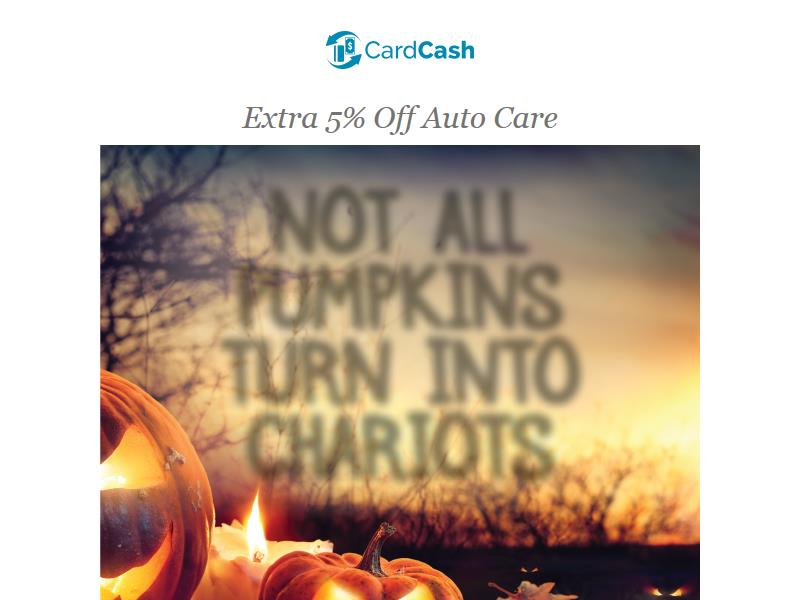 CardCash
Extra 5% Off Auto Care
NOT ALL
PUMPKINS
TURN INTO
CHARIOTS